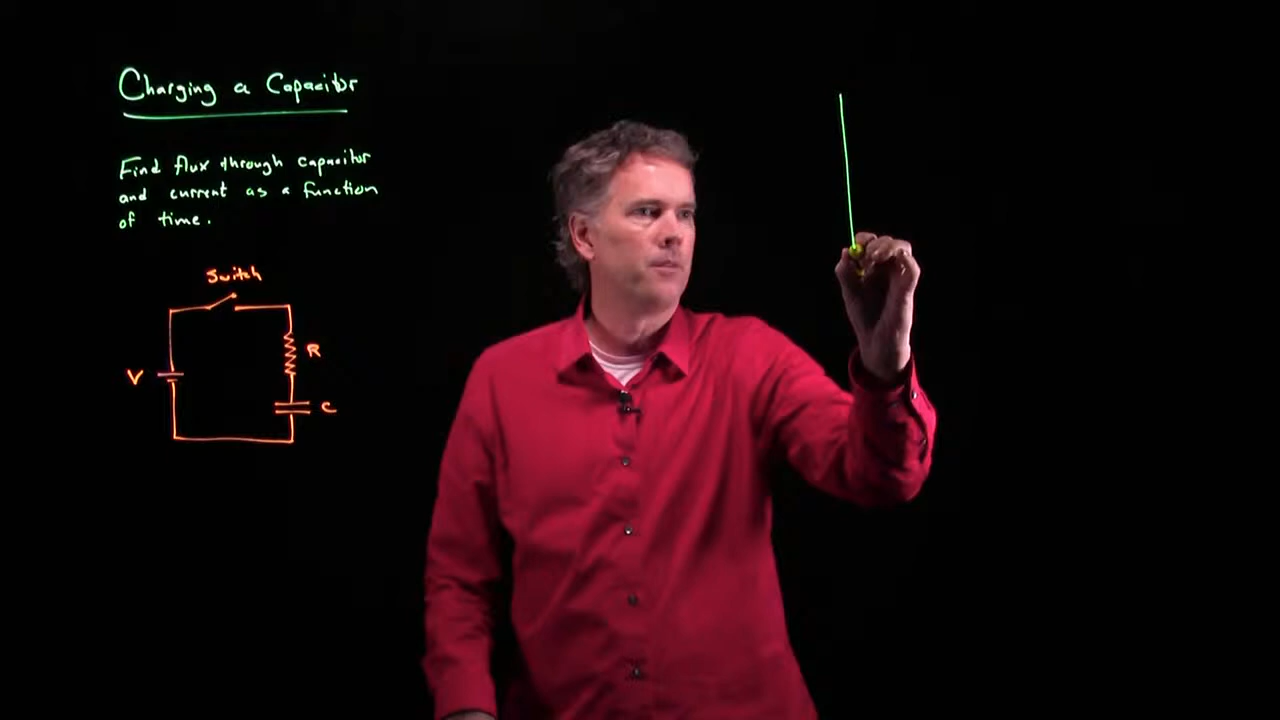 Charging a Capacitor
Find flux through capacitor
and current as a function
of time.
Switch
R
V
C